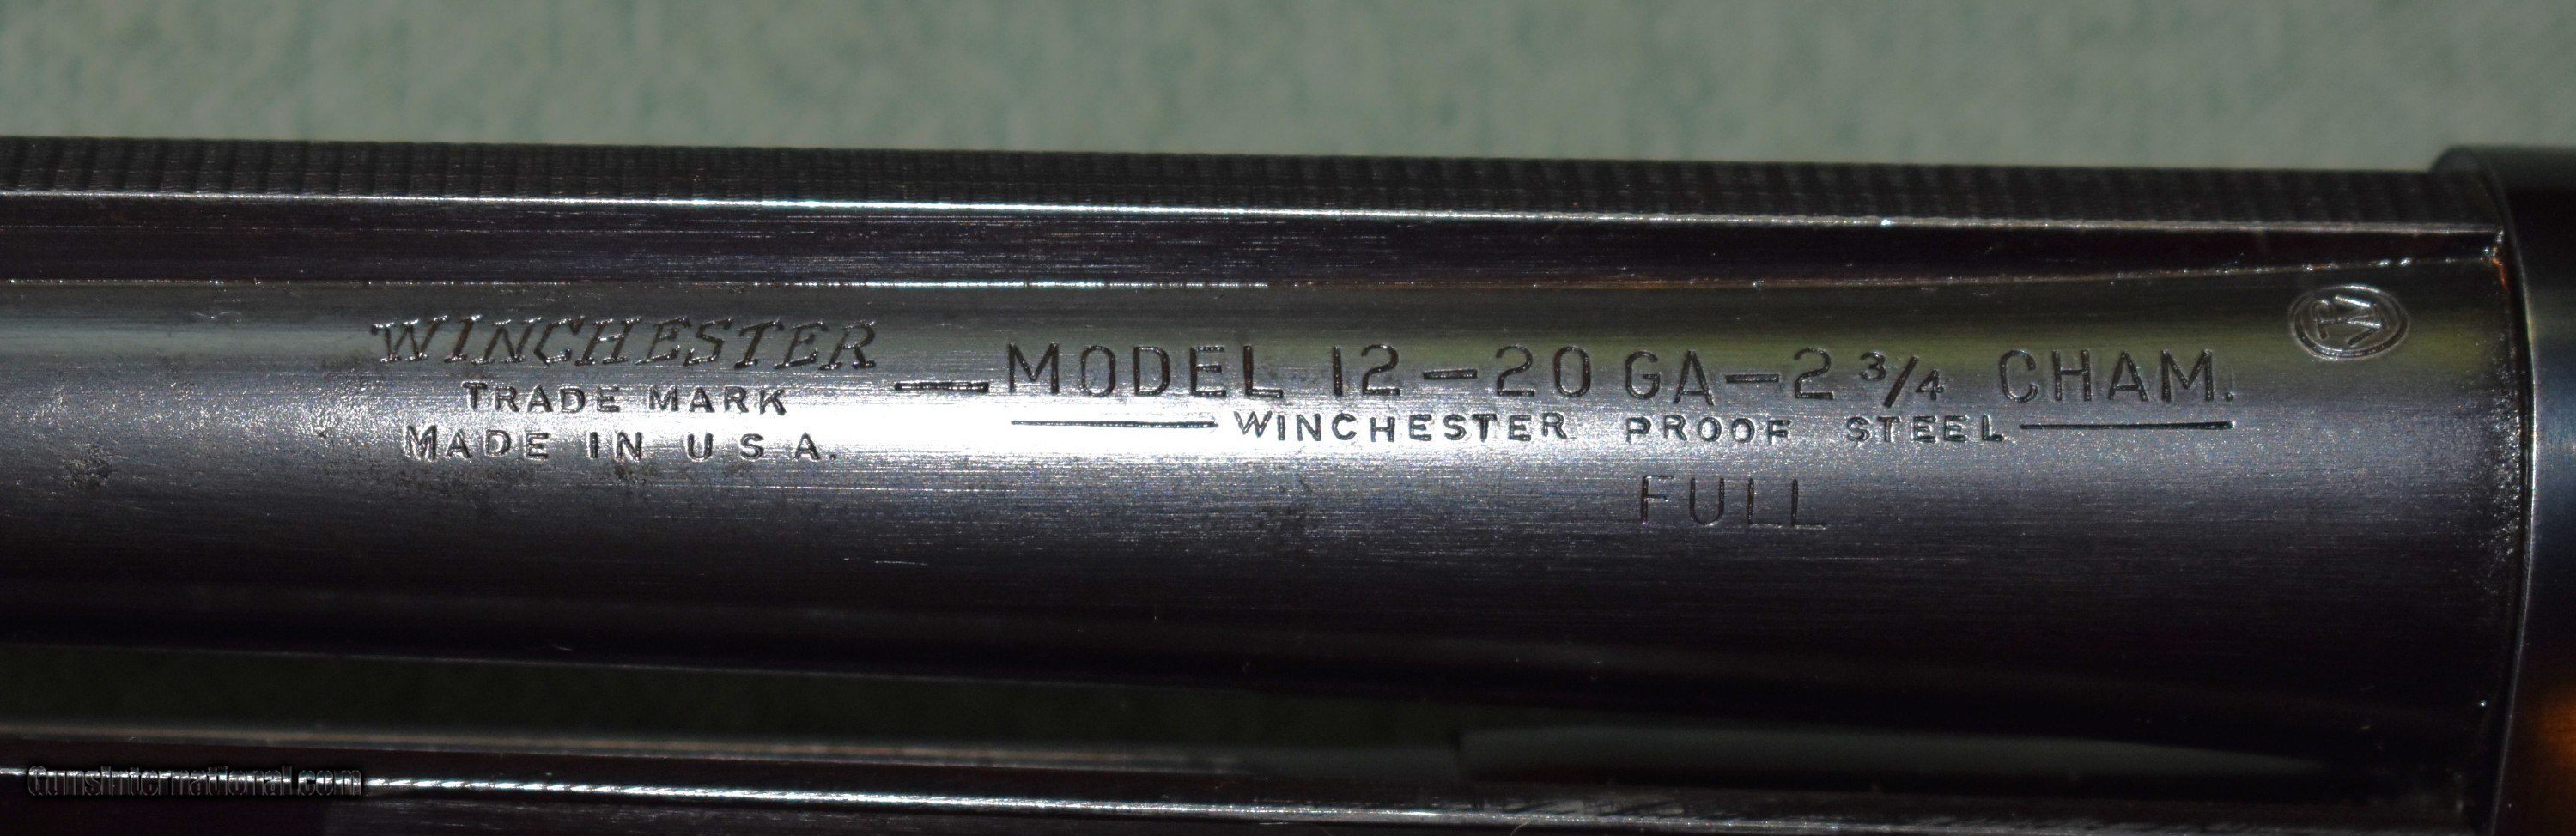 WINCHESTER
TRADE MARK
MADE IN U S A.
—MODEL 12—20 GA—2 3/4 CHAM.
WINCHESTER PROOF STEEL
FULL
WP
GunsInternational.com